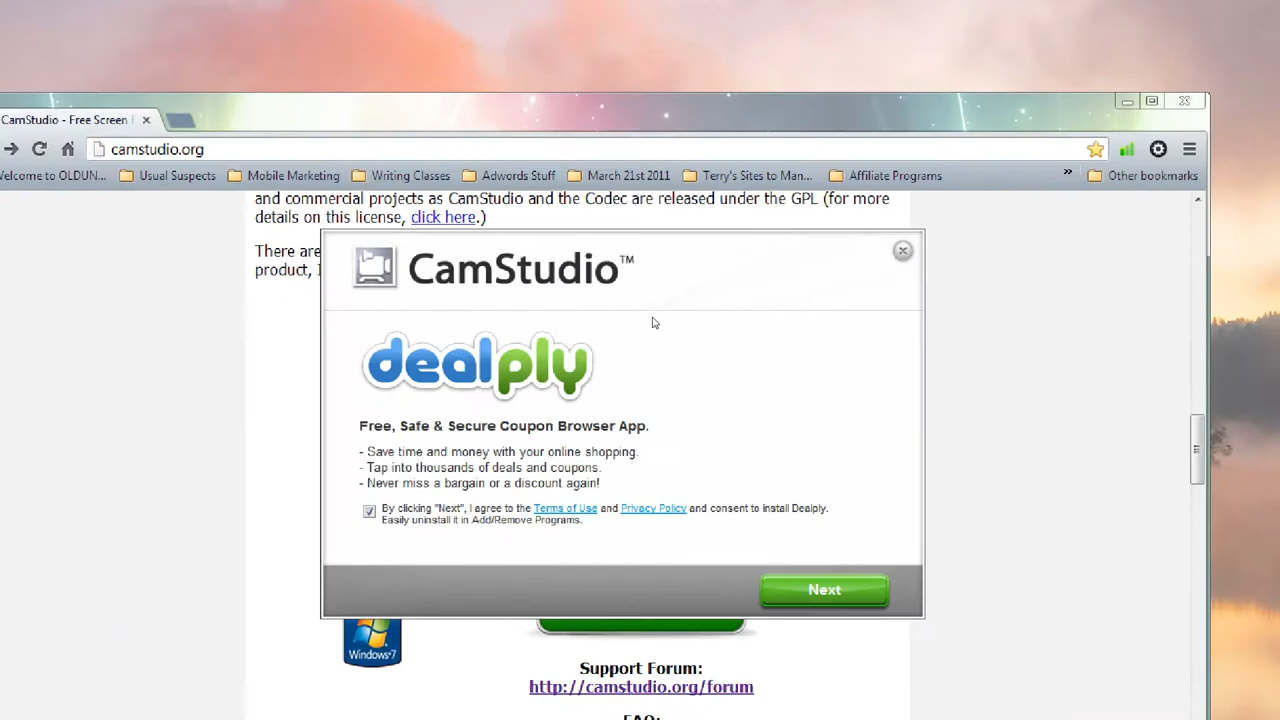 CamStudio - Free Screen
camstudio.org
Welcome to OLDUN... Usual Suspects Mobile Marketing Writing Classes Adwords Stuff March 21st 2011 Terry's Sites to Man... Affiliate Programs » Other bookmarks
and commercial projects as CamStudio and the Codec are released under the GPL (for more
details on this license, click here.)
There are
product, I
CamStudio™
dealply
Free, Safe & Secure Coupon Browser App.
- Save time and money with your online shopping.
- Tap into thousands of deals and coupons.
- Never miss a bargain or a discount again!
By clicking "Next", I agree to the Terms of Use and Privacy Policy and consent to install Dealply.
Easily uninstall it in Add/Remove Programs.
Next
Windows7
Support Forum:
http://camstudio.org/forum
FAQ: